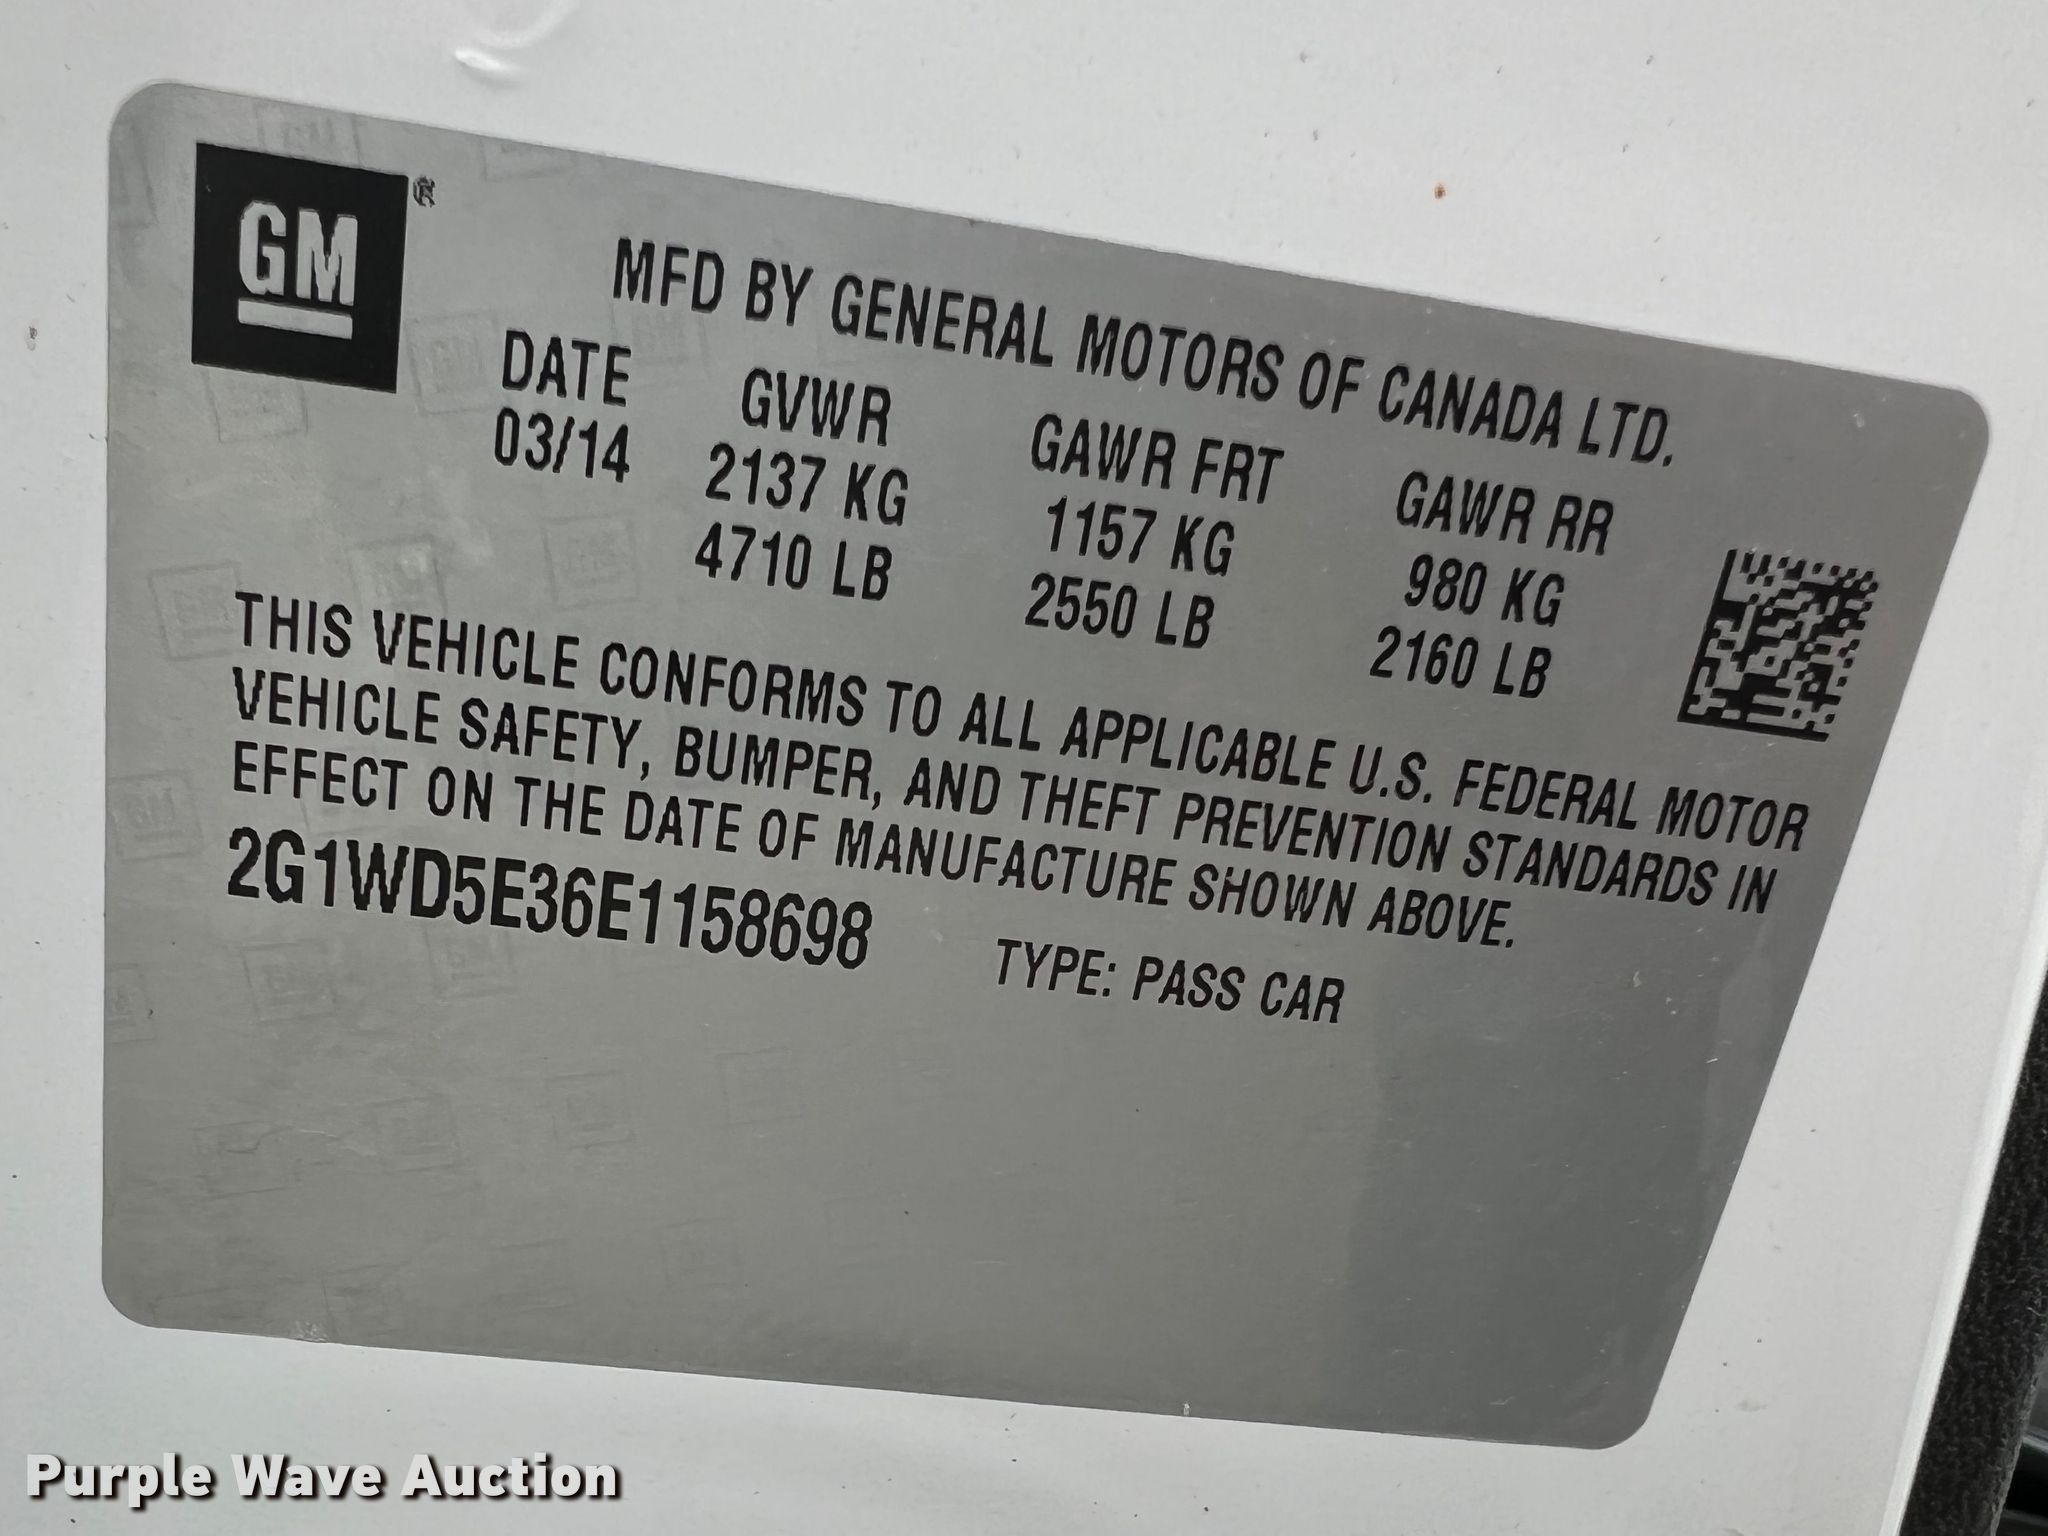 GM®
MFD BY GENERAL MOTORS OF CANADA LTD.
DATE GVWR GAWR FRT GAWR RR
03/14 2137 KG 1157 KG 980 KG
4710 LB 2550 LB 2160 LB
THIS VEHICLE CONFORMS TO ALL APPLICABLE U.S. FEDERAL MOTOR
VEHICLE SAFETY, BUMPER, AND THEFT PREVENTION STANDARDS IN
EFFECT ON THE DATE OF MANUFACTURE SHOWN ABOVE.
2G1WD5E36E1158698 TYPE: PASS CAR
Purple Wave Auction